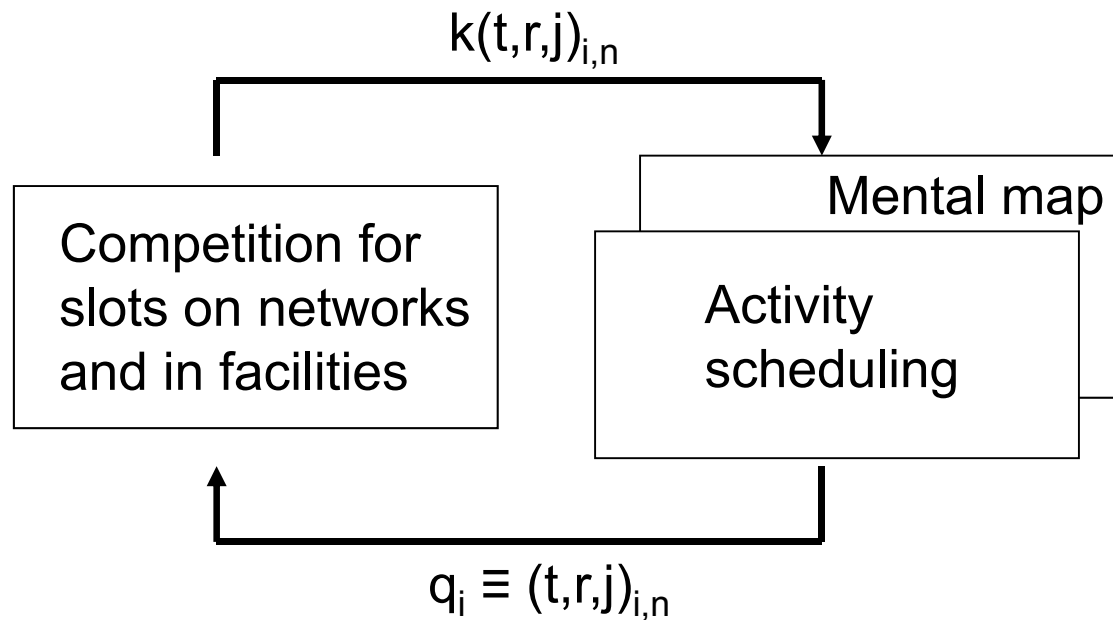 k(t,r,j)i,n
Competition for
slots on networks
and in facilities
Mental map
Activity
scheduling
qi ≡ (t,r,j)i,n